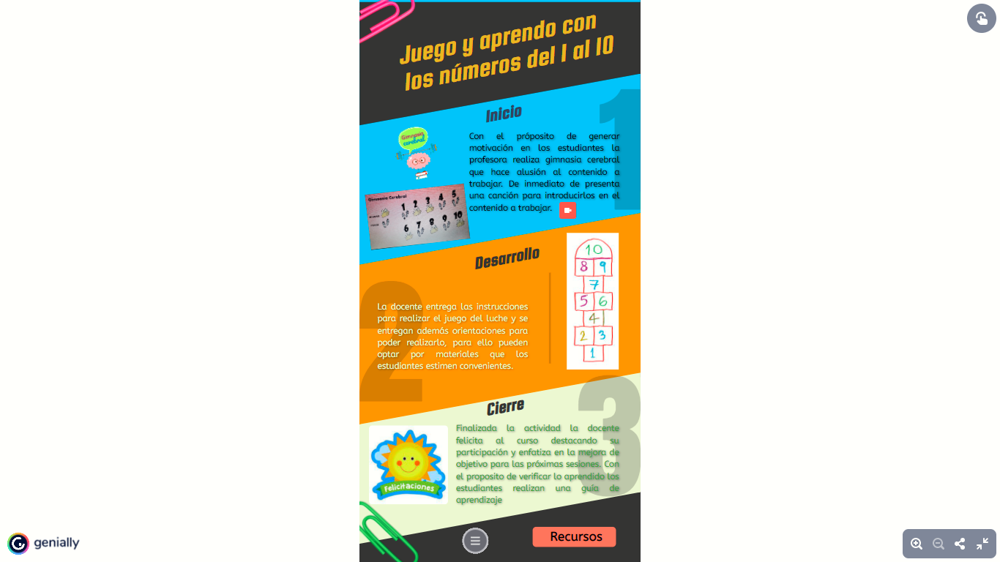 Juego y aprendo con
los números del 1 al 10
1
Inicio
Gimnasia
cerebral
Con el próposito de generar
motivación en los estudiantes la
profesora realiza gimnasia cerebral
que hace alusión al contenido a
trabajar. De inmediato de presenta
una canción para introducirlos en el
contenido a trabajar.
Gimnasia Cerebral
1 2 3 4 5
6 7 8 9 10
Desarrollo
2
La docente entrega las instrucciones
para realizar el juego del luche y se
entregan además orientaciones para
poder realizarlo, para ello pueden
optar por materiales que los
estudiantes estimen convenientes.
10
8 9
7
5 6
4
2 3
1
3
Cierre
Finalizada la actividad la docente
felicita al curso destacando su
participación y enfatiza en la mejora de
objetivo para las próximas sesiones. Con
el proposito de verificar lo aprendido los
estudiantes realizan una guía de
aprendizaje
Felicitaciones
Recursos
genially